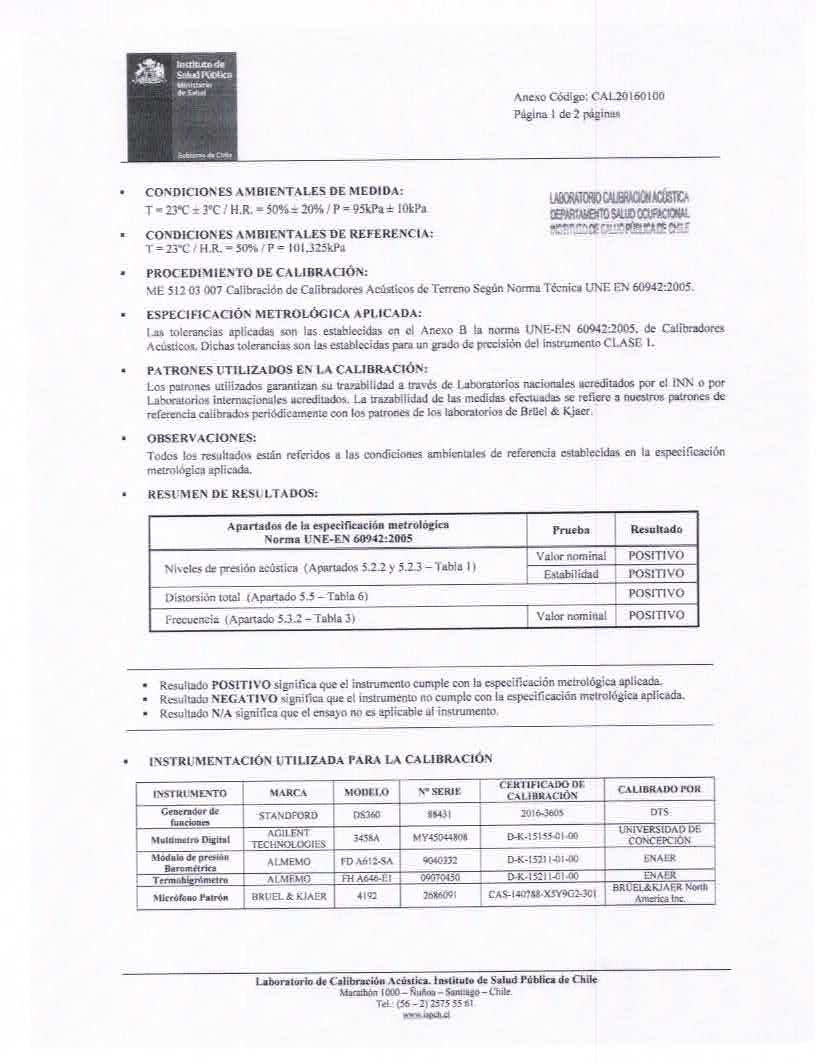 Instituto de
Salud Pública
Ministerio
de Salud
Gobierno de Chile
Anexo Código: CAL20160100
Página 1 de 2 páginas
LABORATORIO CALIBRACIÓN ACÚSTICA
DEPARTAMENTO SALUD OCUPACIONAL
INSTITUTO DE SALUD PÚBLICA DE CHILE
▪ CONDICIONES AMBIENTALES DE MEDIDA:
T = 23ºC ± 3ºC / H.R. = 50% ± 20% / P = 95kPa ± 10kPa
▪ CONDICIONES AMBIENTALES DE REFERENCIA:
T = 23ºC / H.R. = 50% / P = 101,325kPa
▪ PROCEDIMIENTO DE CALIBRACIÓN:
ME 512 03 007 Calibración de Calibradores Acústicos de Terreno Según Norma Técnica UNE EN 60942:2005.
▪ ESPECIFICACIÓN METROLÓGICA APLICADA:
Las tolerancias aplicadas son las establecidas en el Anexo B la norma UNE-EN 60942:2005, de Calibradores
Acústicos. Dichas tolerancias son las establecidas para un grado de precisión del instrumento CLASE 1.
▪ PATRONES UTILIZADOS EN LA CALIBRACIÓN:
Los patrones utilizados garantizan su trazabilidad a través de Laboratorios nacionales acreditados por el INN o por
Laboratorios internacionales acreditados. La trazabilidad de las medidas efectuadas se refiere a nuestros patrones de
referencia calibrados periódicamente con los patrones de los laboratorios de Brüel & Kjaer.
▪ OBSERVACIONES:
Todos los resultados están referidos a las condiciones ambientales de referencia establecidas en la especificación
metrológica aplicada.
▪ RESUMEN DE RESULTADOS:
Apartados de la especificación metrológica
Norma UNE-EN 60942:2005
Prueba
Resultado
Niveles de presión acústica (Apartados 5.2.2 y 5.2.3 – Tabla 1)
Valor nominal POSITIVO
Estabilidad POSITIVO
Distorsión total (Apartado 5.5 – Tabla 6) POSITIVO
Frecuencia (Apartado 5.3.2 – Tabla 3) Valor nominal POSITIVO
▪ Resultado POSITIVO significa que el instrumento cumple con la especificación metrológica aplicada.
▪ Resultado NEGATIVO significa que el instrumento no cumple con la especificación metrológica aplicada.
▪ Resultado N/A significa que el ensayo no es aplicable al instrumento.
▪ INSTRUMENTACIÓN UTILIZADA PARA LA CALIBRACIÓN
INSTRUMENTO MARCA MODELO Nº SERIE CERTIFICADO DE CALIBRACIÓN CALIBRADO POR
Generador de funciones STANDFORD DS360 88431 2016-3605 DTS
Multímetro Digital AGILENT TECHNOLOGIES 3458A MY45044808 D-K-15155-01-00 UNIVERSIDAD DE CONCEPCIÓN
Módulo de presión Barométrica ALMEMO FD A612-SA 9040332 D-K-15211-01-00 ENAER
Termohigrómetro ALMEMO FH A646-E1 09070450 D-K-15211-01-00 ENAER
Micrófono Patrón BRUEL & KJAER 4192 2686091 CAS-140788-X5Y9G2-301 BRÜEL&KJAER North America Inc.
Laboratorio de Calibración Acústica. Instituto de Salud Pública de Chile
Marathón 1000 – Ñuñoa – Santiago – Chile.
Tel.: (56 – 2) 2575 55 61.
www.ispch.cl